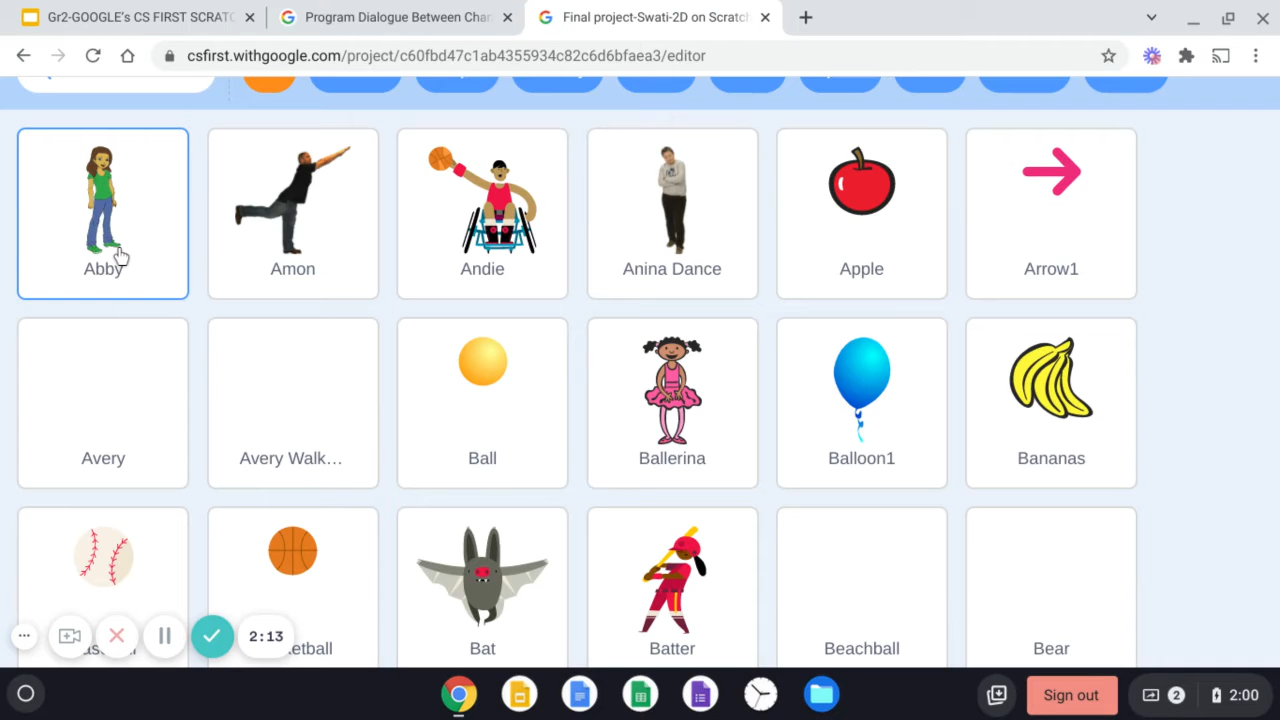 Gr2-GOOGLE's CS FIRST SCRATC
Program Dialogue Between Char
Final project-Swati-2D on Scratch
csfirst.withgoogle.com/project/c60fbd47c1ab4355934c82c6d6bfaea3/editor
Abby
Amon
Andie
Anina Dance
Apple
Arrow1
Avery
Avery Walk…
Ball
Ballerina
Balloon1
Bananas
2:13
Bat
Batter
Beachball
Bear
Sign out
2
2:00